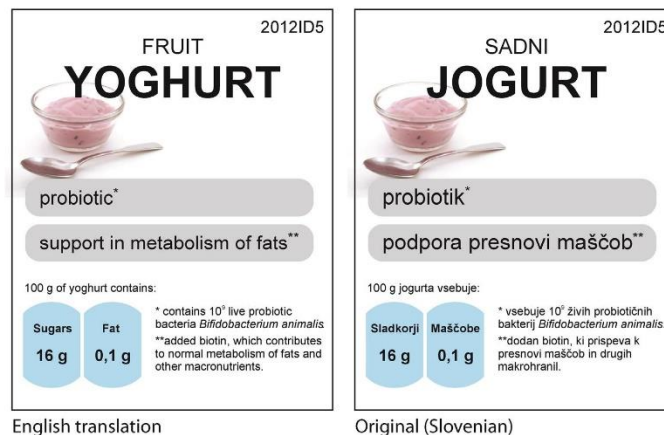 2012ID5
FRUIT
YOGHURT
probiotic*
support in metabolism of fats**
100 g of yoghurt contains:
Sugars
16 g
Fat
0,1 g
* contains 10⁹ live probiotic
bacteria Bifidobacterium animalis.
**added biotin, which contributes
to normal metabolism of fats and
other macronutrients.
English translation
2012ID5
SADNI
JOGURT
probiotik*
podpora presnovi maščob**
100 g jogurta vsebuje:
Sladkorji
16 g
Maščobe
0,1 g
* vsebuje 10⁹ živih probiotičnih
bakterij Bifidobacterium animalis.
**dodan biotin, ki prispeva k
presnovi maščob in drugih
makrohranil.
Original (Slovenian)